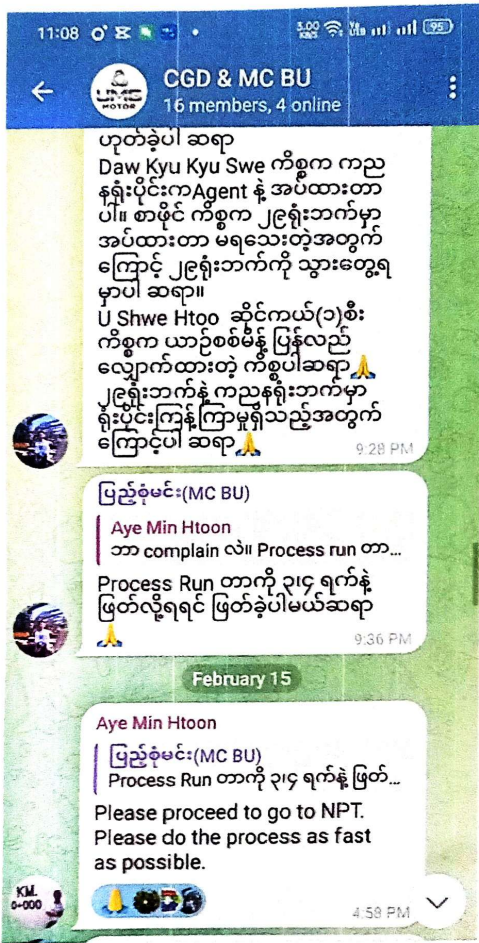 11:08
3.00
KB/S
95
CGD & MC BU
UMG
MOTOR
16 members, 4 online
ဟုတ်ခဲ့ပါ ဆရာ
Daw Kyu Kyu Swe ကိစ္စက ကည
နရုံးပိုင်းကAgent နဲ့ အပ်ထားတာ
ပါ။ စာဖိုင် ကိစ္စက ၂၉ရုံးဘက်မှာ
အပ်ထားတာ မရသေးတဲ့အတွက်
ကြောင့် ၂၉ရုံးဘက်ကို သွားတွေ့ရ
မှာပါ ဆရာ။
U Shwe Htoo ဆိုင်ကယ်(၁)စီး
ကိစ္စက ယာဉ်စစ်မိန့် ပြန်လည်
လျှောက်ထားတဲ့ ကိစ္စပါဆရာ🙏
၂၉ရုံးဘက်နဲ့ ကညနရုံးဘက်မှာ
ရုံးပိုင်းကြန့်ကြာမှုရှိသည့်အတွက်
ကြောင့်ပါ ဆရာ🙏
9:28 PM
ပြည့်စုံမင်း(MC BU)
Aye Min Htoon
ဘာ complain လဲ။ Process run တာ...
Process Run တာကို ၃၊၄ ရက်နဲ့
ဖြတ်လို့ရရင် ဖြတ်ခဲ့ပါမယ်ဆရာ
🙏
9:36 PM
February 15
Aye Min Htoon
ပြည့်စုံမင်း(MC BU)
Process Run တာကို ၃၊၄ ရက်နဲ့ ဖြတ်...
Please proceed to go to NPT.
Please do the process as fast
as possible.
KM.
0+000
🙏
4:58 PM